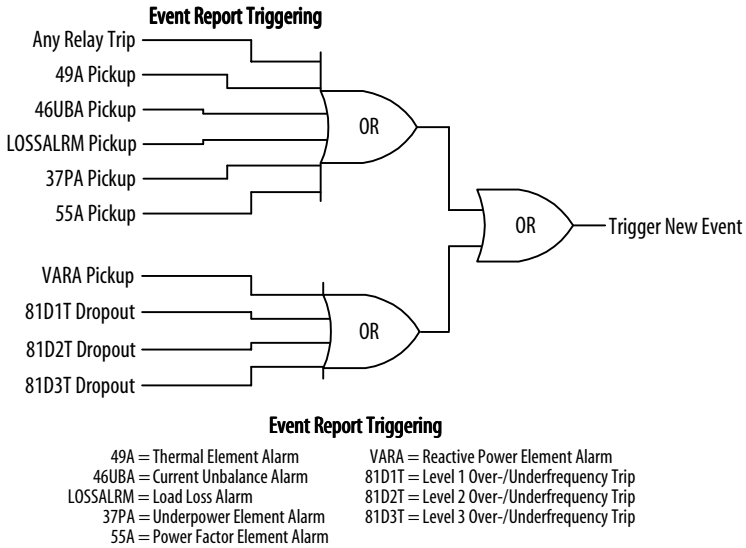 Event Report Triggering
Any Relay Trip
49A Pickup
46UBA Pickup
LOSSALRM Pickup
37PA Pickup
55A Pickup
OR
VARA Pickup
81D1T Dropout
81D2T Dropout
81D3T Dropout
OR
OR
Trigger New Event
Event Report Triggering
49A = Thermal Element Alarm
46UBA = Current Unbalance Alarm
LOSSALRM = Load Loss Alarm
37PA = Underpower Element Alarm
55A = Power Factor Element Alarm
VARA = Reactive Power Element Alarm
81D1T = Level 1 Over-/Underfrequency Trip
81D2T = Level 2 Over-/Underfrequency Trip
81D3T = Level 3 Over-/Underfrequency Trip